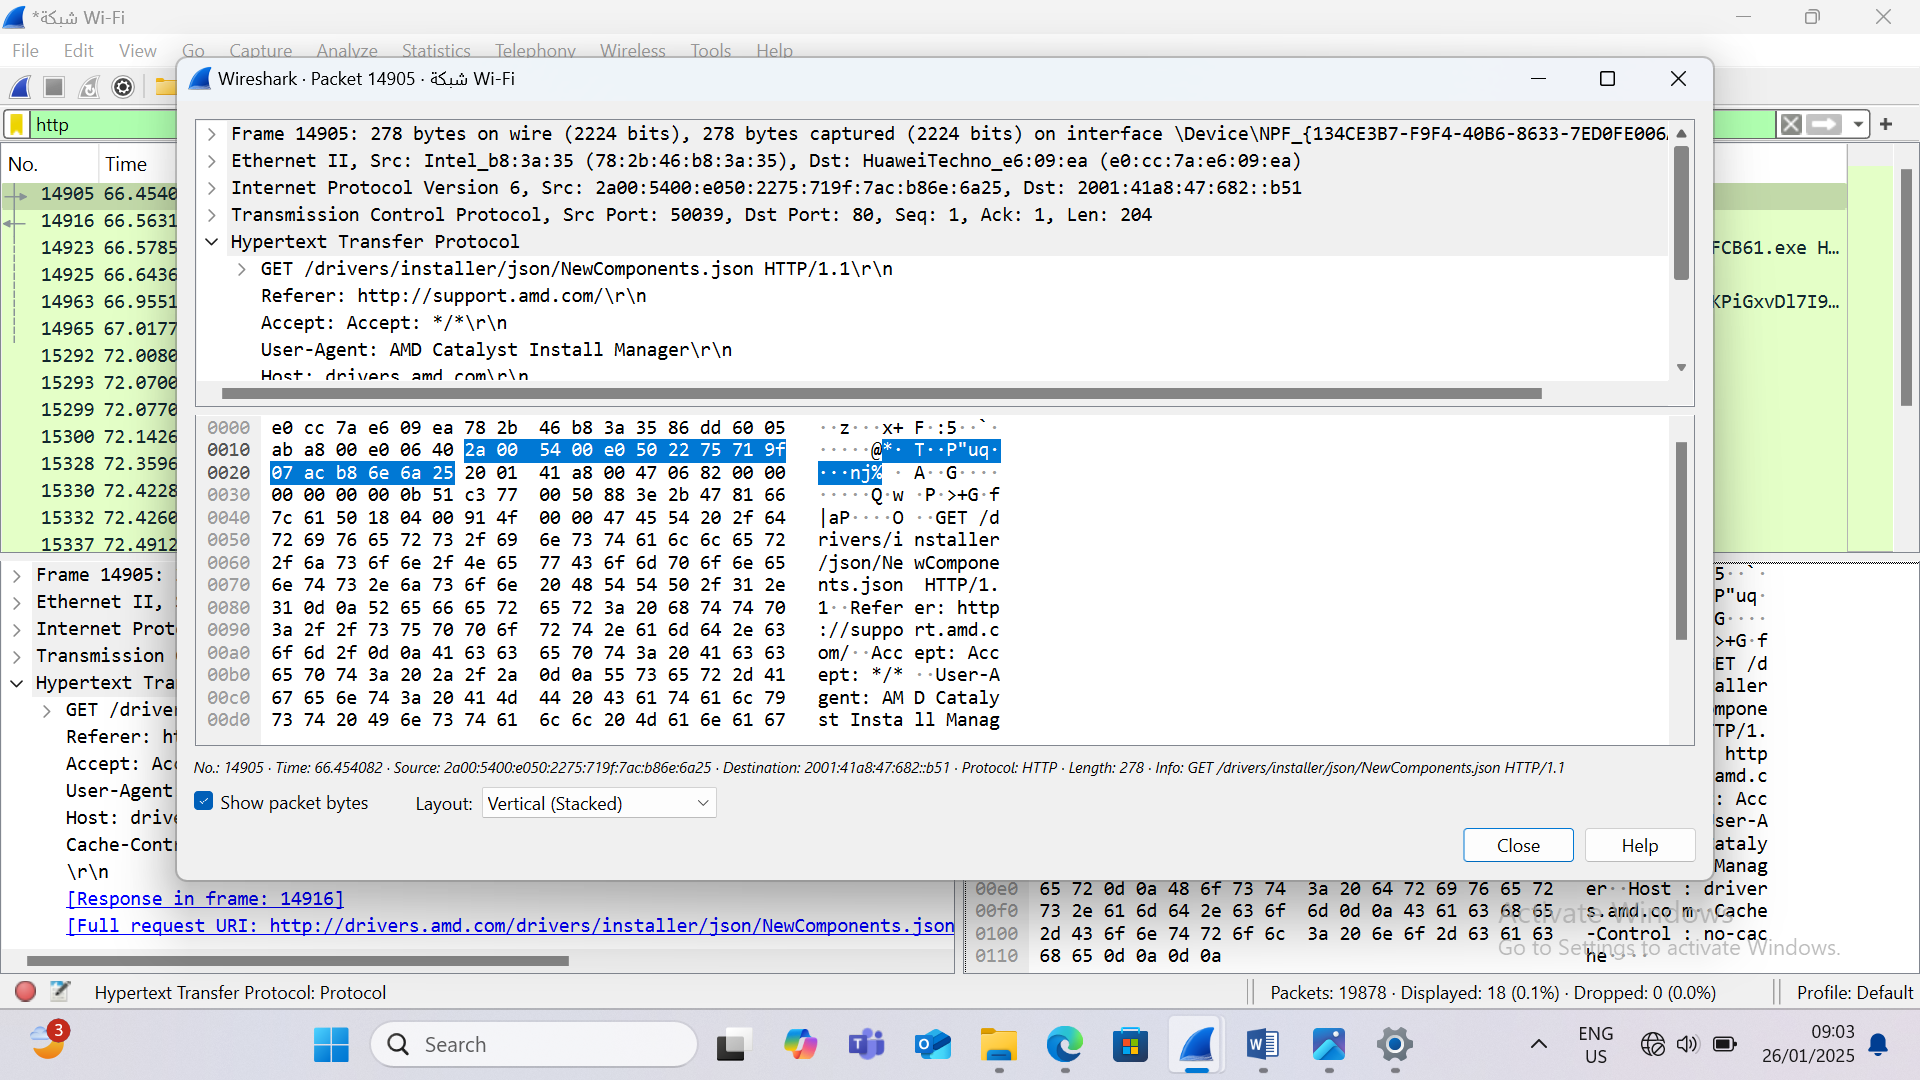 *شبكة Wi-Fi
File Edit View Go Capture Analyze Statistics Telephony Wireless Tools Help
http
No. Time
14905 66.4540
14916 66.5631
14923 66.5785
14925 66.6436
14963 66.9551
14965 67.0177
15292 72.0080
15293 72.0700
15299 72.0770
15300 72.1426
15328 72.3596
15330 72.4228
15332 72.4260
15337 72.4912
FCB61.exe H…
KPiGxvDl7I9…
Wireshark · Packet 14905 · شبكة Wi-Fi
Frame 14905: 278 bytes on wire (2224 bits), 278 bytes captured (2224 bits) on interface \Device\NPF_{134CE3B7-F9F4-40B6-8633-7ED0FE006
Ethernet II, Src: Intel_b8:3a:35 (78:2b:46:b8:3a:35), Dst: HuaweiTechno_e6:09:ea (e0:cc:7a:e6:09:ea)
Internet Protocol Version 6, Src: 2a00:5400:e050:2275:719f:7ac:b86e:6a25, Dst: 2001:41a8:47:682::b51
Transmission Control Protocol, Src Port: 50039, Dst Port: 80, Seq: 1, Ack: 1, Len: 204
Hypertext Transfer Protocol
GET /drivers/installer/json/NewComponents.json HTTP/1.1\r\n
Referer: http://support.amd.com/\r\n
Accept: Accept: */*\r\n
User-Agent: AMD Catalyst Install Manager\r\n
Host: drivers.amd.com\r\n
0000 e0 cc 7a e6 09 ea 78 2b 46 b8 3a 35 86 dd 60 05 ··z···x+ F·:5··`·
0010 ab a8 00 e0 06 40 2a 00 54 00 e0 50 22 75 71 9f ·····@*· T··P"uq·
0020 07 ac b8 6e 6a 25 20 01 41 a8 00 47 06 82 00 00 ···nj% · A··G····
0030 00 00 00 00 0b 51 c3 77 00 50 88 3e 2b 47 81 66 ·····Q·w ·P·>+G·f
0040 7c 61 50 18 04 00 91 4f 00 00 47 45 54 20 2f 64 |aP····O ··GET /d
0050 72 69 76 65 72 73 2f 69 6e 73 74 61 6c 6c 65 72 rivers/i nstaller
0060 2f 6a 73 6f 6e 2f 4e 65 77 43 6f 6d 70 6f 6e 65 /json/Ne wCompone
0070 6e 74 73 2e 6a 73 6f 6e 20 48 54 54 50 2f 31 2e nts.json HTTP/1.
0080 31 0d 0a 52 65 66 65 72 65 72 3a 20 68 74 74 70 1··Refer er: http
0090 3a 2f 2f 73 75 70 70 6f 72 74 2e 61 6d 64 2e 63 ://suppo rt.amd.c
00a0 6f 6d 2f 0d 0a 41 63 63 65 70 74 3a 20 41 63 63 om/··Acc ept: Acc
00b0 65 70 74 3a 20 2a 2f 2a 0d 0a 55 73 65 72 2d 41 ept: */* ··User-A
00c0 67 65 6e 74 3a 20 41 4d 44 20 43 61 74 61 6c 79 gent: AM D Cataly
00d0 73 74 20 49 6e 73 74 61 6c 6c 20 4d 61 6e 61 67 st Insta ll Manag
No.: 14905 · Time: 66.454082 · Source: 2a00:5400:e050:2275:719f:7ac:b86e:6a25 · Destination: 2001:41a8:47:682::b51 · Protocol: HTTP · Length: 278 · Info: GET /drivers/installer/json/NewComponents.json HTTP/1.1
Show packet bytes Layout: Vertical (Stacked)
Close Help
Frame 14905:
Ethernet II,
Internet Prot
Transmission
Hypertext Tra
GET /driver
Referer: ht
Accept: Acc
User-Agent
Host: drive
Cache-Contr
\r\n
[Response in frame: 14916]
[Full request URI: http://drivers.amd.com/drivers/installer/json/NewComponents.json
5··`·
P"uq·
G····
>+G·f
ET /d
aller
mpone
TP/1.
http
amd.c
: Acc
ser-A
ataly
Manag
00e0 65 72 0d 0a 48 6f 73 74 3a 20 64 72 69 76 65 72 er··Host : driver
00f0 73 2e 61 6d 64 2e 63 6f 6d 0d 0a 43 61 63 68 65 s.amd.co m··Cache
0100 2d 43 6f 6e 74 72 6f 6c 3a 20 6e 6f 2d 63 61 63 -Control : no-cac
0110 68 65 0d 0a 0d 0a he····
Activate Windows
Go to Settings to activate Windows.
Hypertext Transfer Protocol: Protocol
Packets: 19878 · Displayed: 18 (0.1%) · Dropped: 0 (0.0%)
Profile: Default
3
Search
ENG
US
09:03
26/01/2025